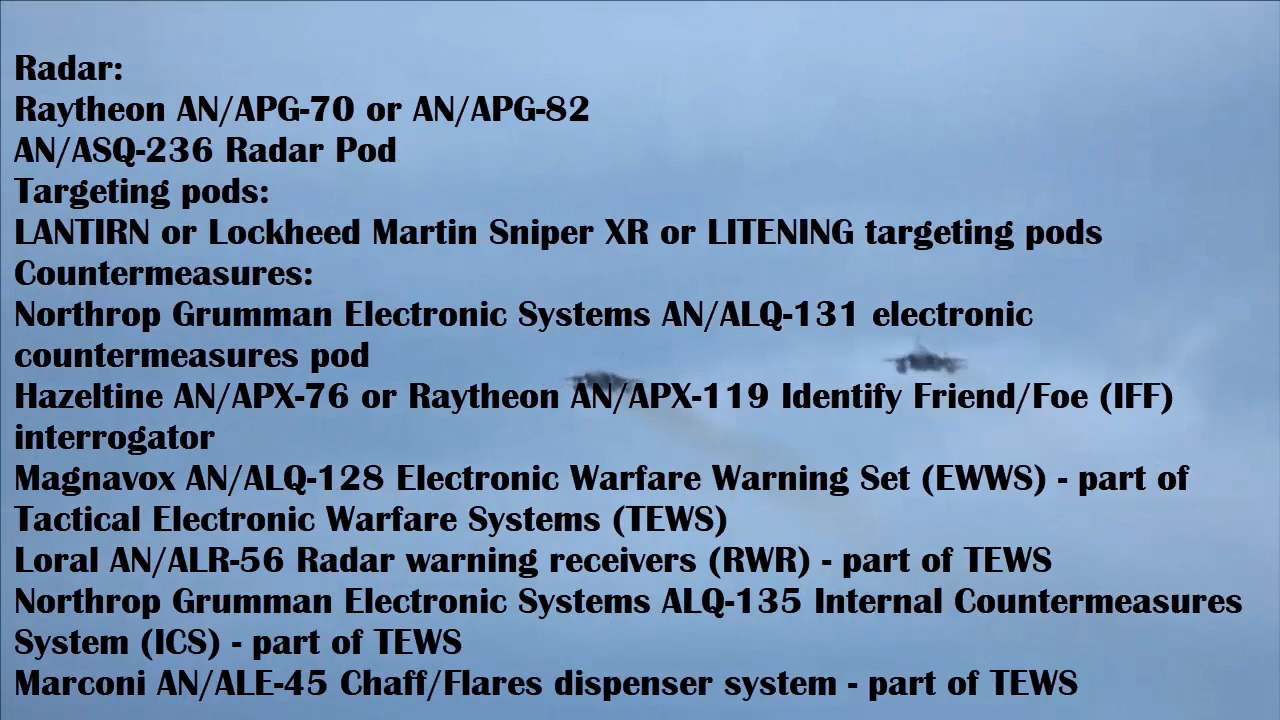 Radar:
Raytheon AN/APG-70 or AN/APG-82
AN/ASQ-236 Radar Pod
Targeting pods:
LANTIRN or Lockheed Martin Sniper XR or LITENING targeting pods
Countermeasures:
Northrop Grumman Electronic Systems AN/ALQ-131 electronic
countermeasures pod
Hazeltine AN/APX-76 or Raytheon AN/APX-119 Identify Friend/Foe (IFF)
interrogator
Magnavox AN/ALQ-128 Electronic Warfare Warning Set (EWWS) - part of
Tactical Electronic Warfare Systems (TEWS)
Loral AN/ALR-56 Radar warning receivers (RWR) - part of TEWS
Northrop Grumman Electronic Systems ALQ-135 Internal Countermeasures
System (ICS) - part of TEWS
Marconi AN/ALE-45 Chaff/Flares dispenser system - part of TEWS